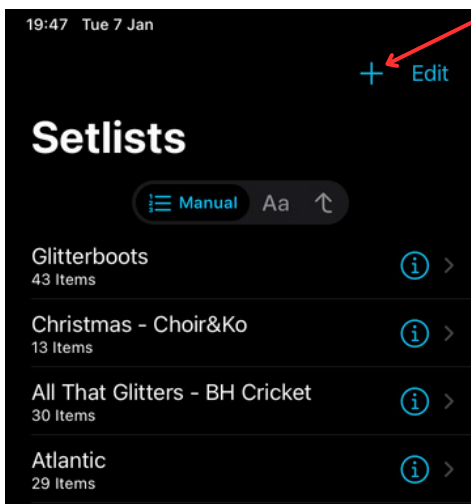 19:47 Tue 7 Jan
Edit
Setlists
Manual Aa
Glitterboots
43 Items
Christmas - Choir&Ko
13 Items
All That Glitters - BH Cricket
30 Items
Atlantic
29 Items